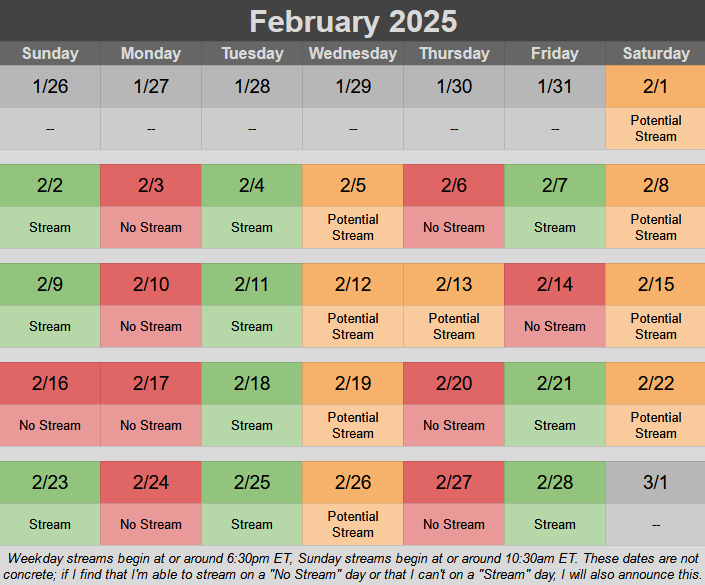 February 2025
Sunday Monday Tuesday Wednesday Thursday Friday Saturday
1/26 1/27 1/28 1/29 1/30 1/31 2/1
-- -- -- -- -- -- Potential
Stream
2/2 2/3 2/4 2/5 2/6 2/7 2/8
Stream No Stream Stream Potential Stream No Stream Stream Potential Stream
2/9 2/10 2/11 2/12 2/13 2/14 2/15
Stream No Stream Stream Potential Stream Potential Stream No Stream Potential Stream
2/16 2/17 2/18 2/19 2/20 2/21 2/22
No Stream No Stream Stream Potential Stream No Stream Stream Potential Stream
2/23 2/24 2/25 2/26 2/27 2/28 3/1
Stream No Stream Stream Potential Stream No Stream Stream --
Weekday streams begin at or around 6:30pm ET, Sunday streams begin at or around 10:30am ET. These dates are not
concrete; if I find that I'm able to stream on a "No Stream" day or that I can't on a "Stream" day, I will also announce this.